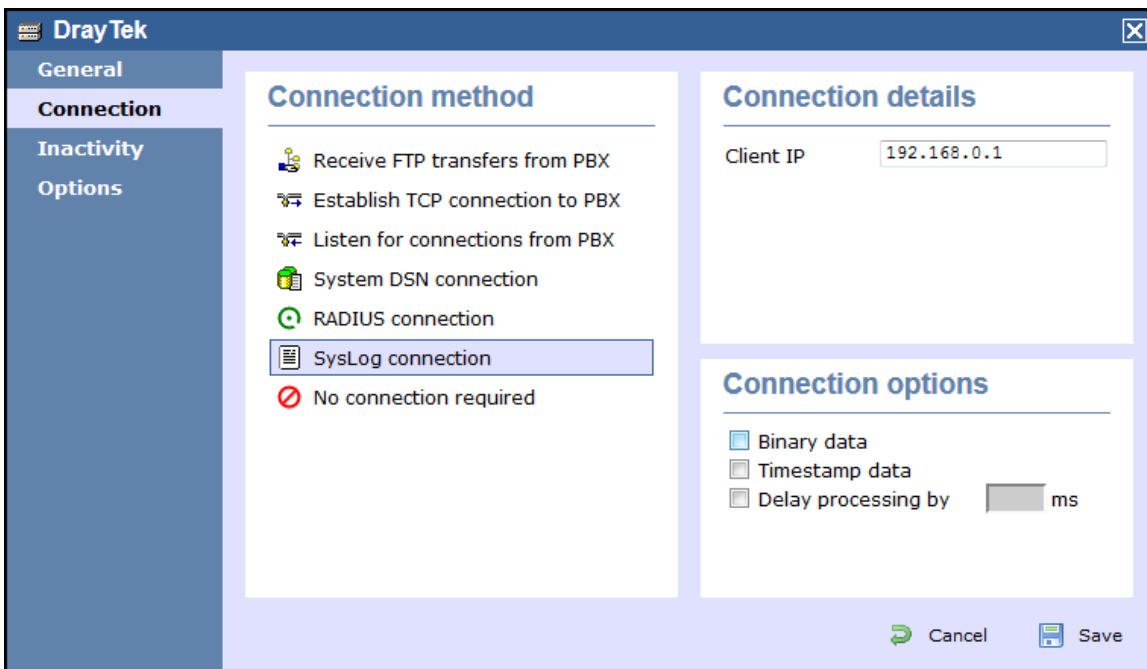 DrayTek
General
Connection
Inactivity
Options
Connection method
Receive FTP transfers from PBX
Establish TCP connection to PBX
Listen for connections from PBX
System DSN connection
RADIUS connection
SysLog connection
No connection required
Connection details
Client IP 192.168.0.1
Connection options
Binary data
Timestamp data
Delay processing by ms
Cancel Save